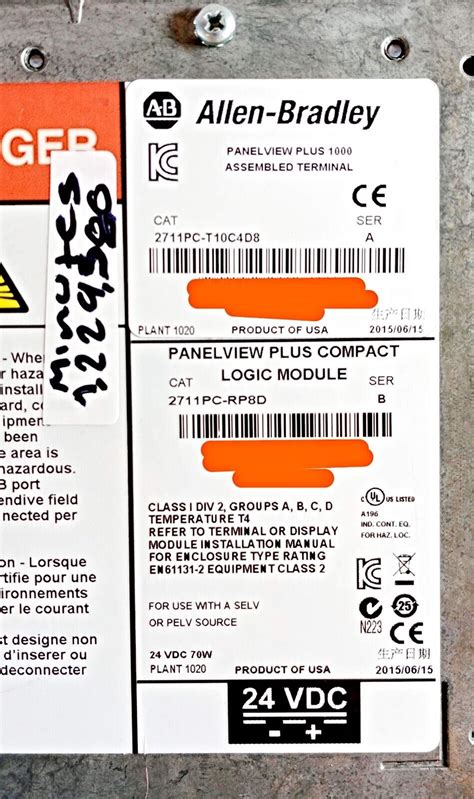 AB Allen-Bradley
PANELVIEW PLUS 1000
ASSEMBLED TERMINAL
CE
CAT SER
2711PC-T10C4D8 A
生产日期
PLANT 1020 PRODUCT OF USA 2015/06/15
PANELVIEW PLUS COMPACT
LOGIC MODULE
CAT SER
2711PC-RP8D B
CLASS I DIV 2, GROUPS A, B, C, D
TEMPERATURE T4
REFER TO TERMINAL OR DISPLAY
MODULE INSTALLATION MANUAL
FOR ENCLOSURE TYPE RATING
EN61131-2 EQUIPMENT CLASS 2
c UL US LISTED
A196
IND. CONT. EQ.
FOR HAZ. LOC.
FOR USE WITH A SELV
OR PELV SOURCE
N223
25
CE
生产日期
24 VDC 70W
PLANT 1020 PRODUCT OF USA 2015/06/15
24 VDC
- +
GER
Minutes
- When
r hazar
install
ard, co
ipment
been
e area is
hazardous.
B port
endive field
nected per
on - Lorsque
rtifie pour une
vironnements
er le courant
st designe non
d'inserer ou
deconnecter